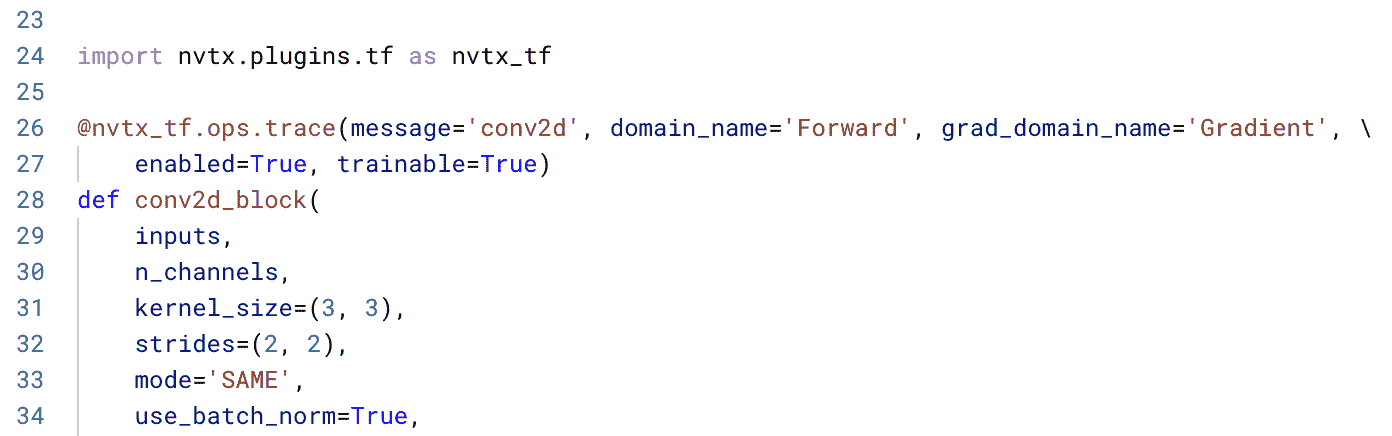 23
24 import nvtx.plugins.tf as nvtx_tf
25
26 @nvtx_tf.ops.trace(message='conv2d', domain_name='Forward', grad_domain_name='Gradient', \
27     enabled=True, trainable=True)
28 def conv2d_block(
29     inputs,
30     n_channels,
31     kernel_size=(3, 3),
32     strides=(2, 2),
33     mode='SAME',
34     use_batch_norm=True,